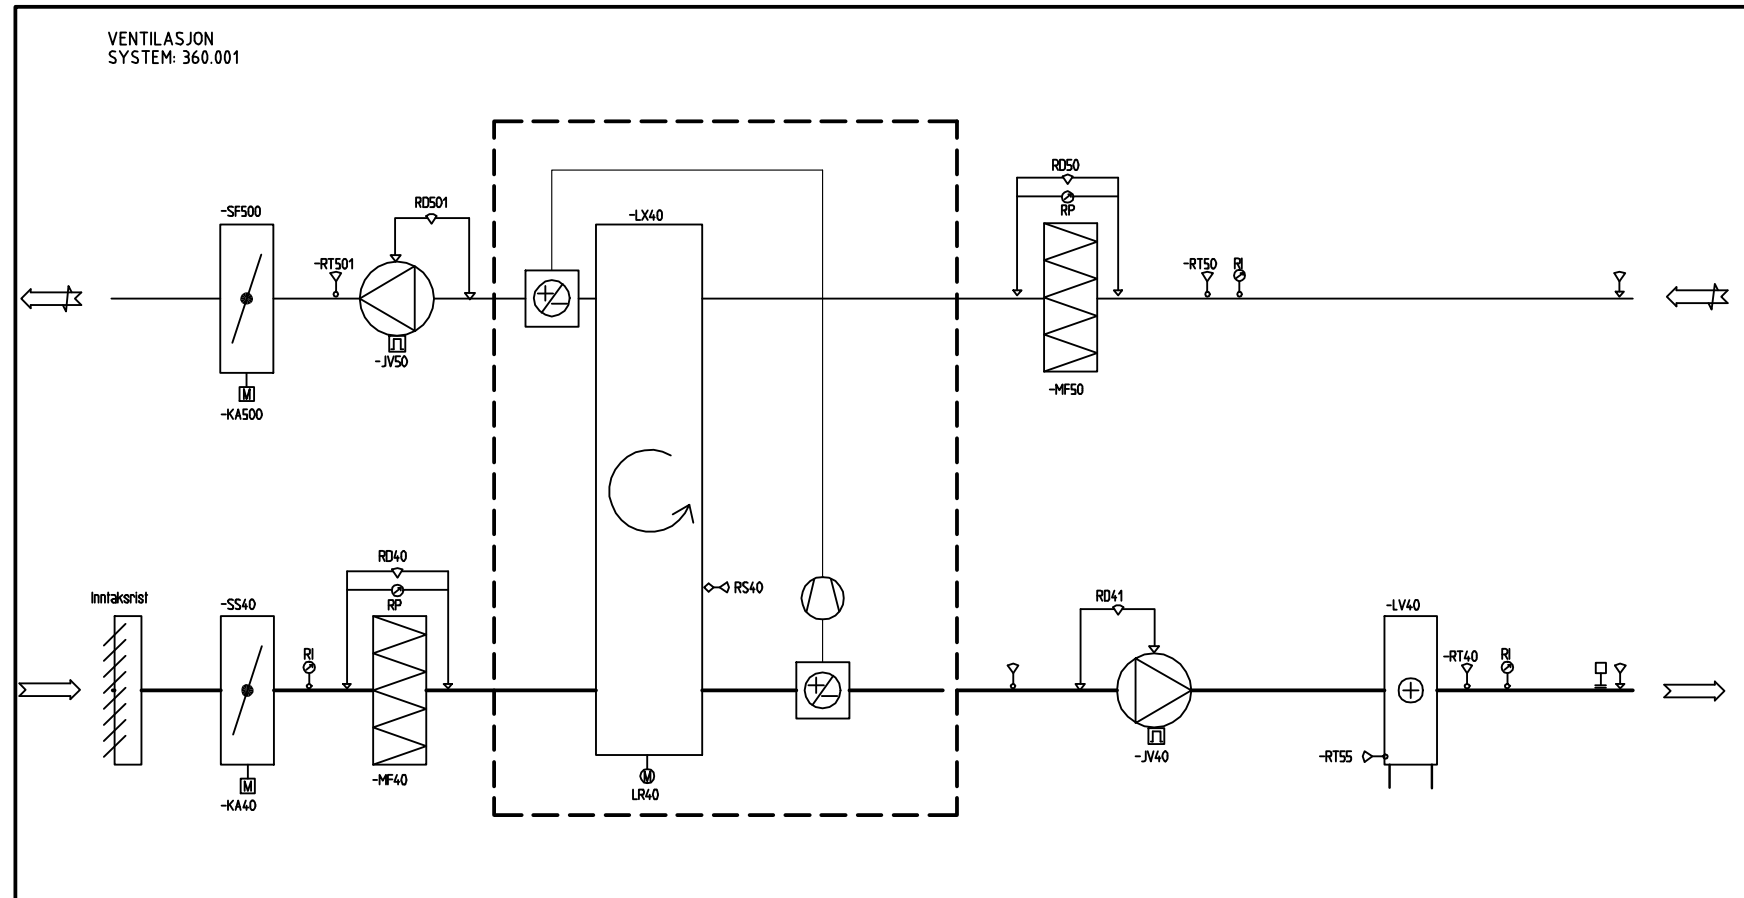 VENTILASJON
SYSTEM: 360.001
RD50
RP
RD501
-SF500
-LX40
-RT501
-RT50
RI
-JV50
-MF50
M
-KA500
RD40
RP
RS40
Inntaksrist
-SS40
RD41
-LV40
RI
-RT40
RI
-RT55
-JV40
M
-MF40
M
LR40
-KA40